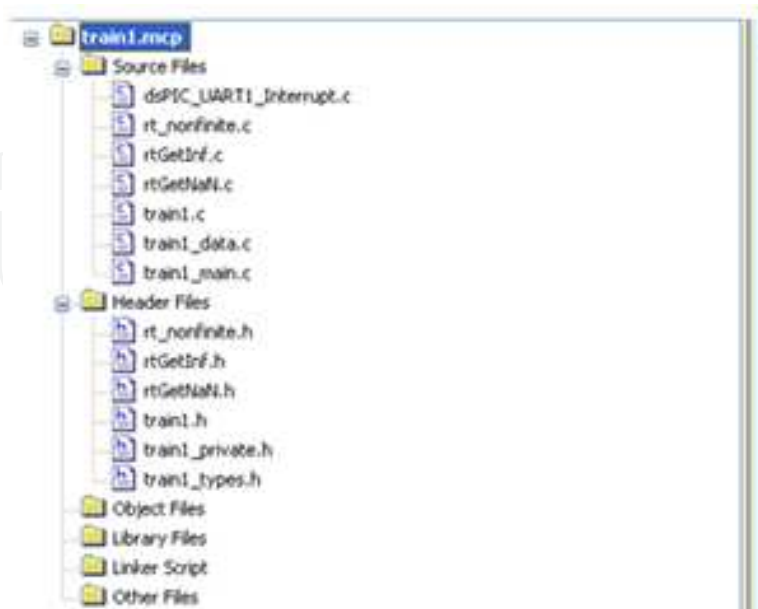 train1.mcp
Source Files
dsPIC_UART1_Interrupt.c
rt_nonfinite.c
rtGetInf.c
rtGetNaN.c
train1.c
train1_data.c
train1_main.c
Header Files
rt_nonfinite.h
rtGetInf.h
rtGetNaN.h
train1.h
train1_private.h
train1_types.h
Object Files
Library Files
Linker Script
Other Files